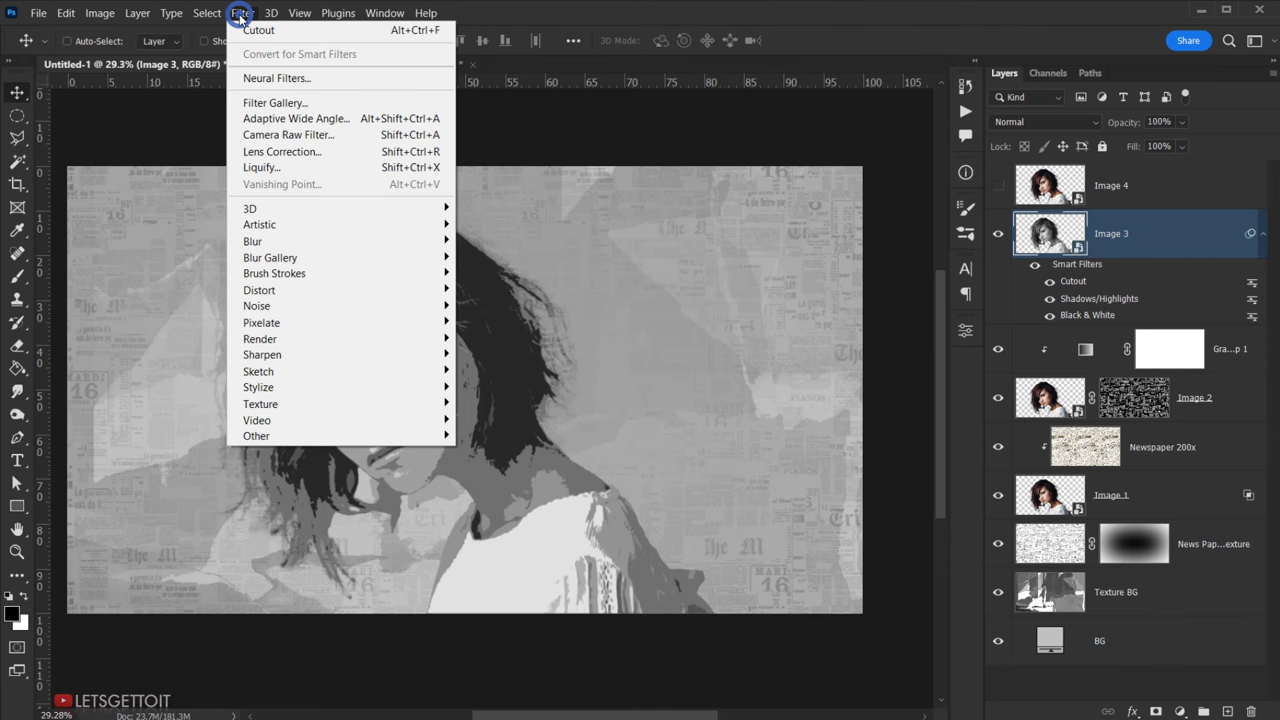 Ps File Edit Image Layer Type Select Filter 3D View Plugins Window Help
Auto-Select: Layer 3D Mode: Share
Untitled-1 @ 29.3% (Image 3, RGB/8#) *
Cutout Alt+Ctrl+F
Convert for Smart Filters
Neural Filters...
Filter Gallery...
Adaptive Wide Angle... Alt+Shift+Ctrl+A
Camera Raw Filter... Shift+Ctrl+A
Lens Correction... Shift+Ctrl+R
Liquify... Shift+Ctrl+X
Vanishing Point... Alt+Ctrl+V
3D
Artistic
Blur
Blur Gallery
Brush Strokes
Distort
Noise
Pixelate
Render
Sharpen
Sketch
Stylize
Texture
Video
Other
Layers Channels Paths
Kind
Normal Opacity: 100%
Lock: Fill: 100%
Image 4
Image 3
Smart Filters
Cutout
Shadows/Highlights
Black & White
Gra...p 1
Image 2
Newspaper 200x
Image 1
News Pap...exture
Texture BG
BG
LETSGETTOIT
29.28% Doc: 23.7M/181.3M